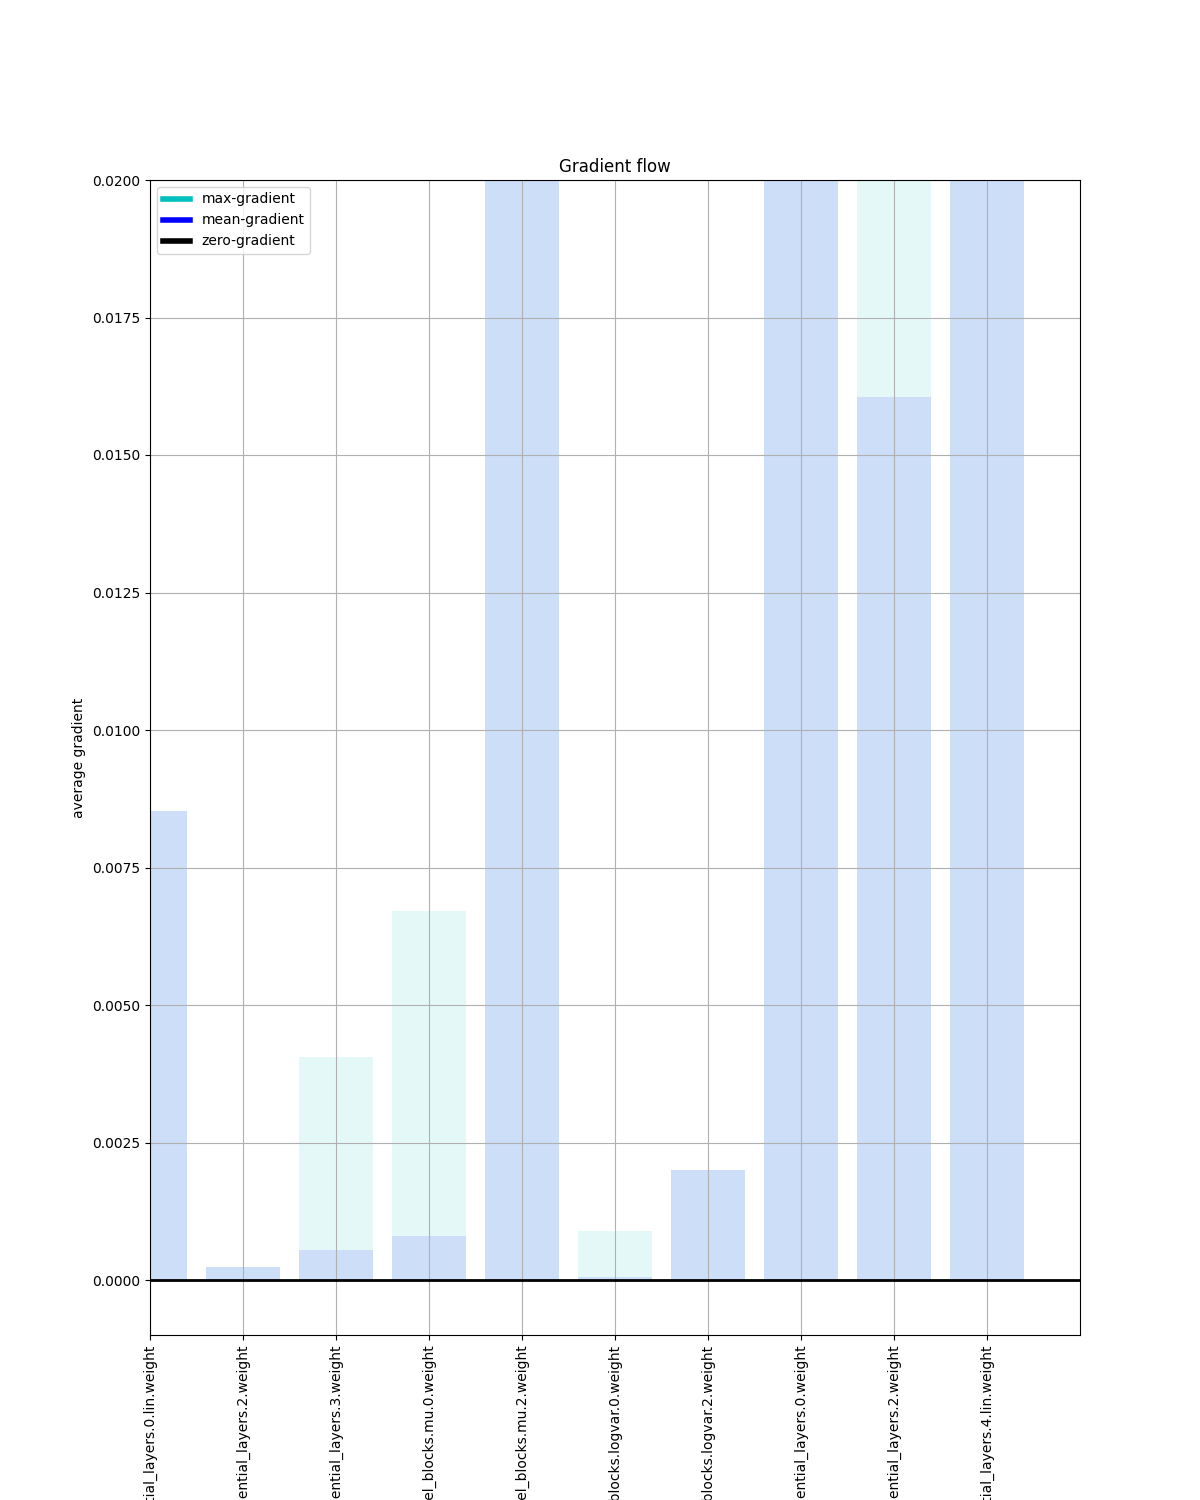 Gradient flow
max-gradient
mean-gradient
zero-gradient
average gradient
0.0200
0.0175
0.0150
0.0125
0.0100
0.0075
0.0050
0.0025
0.0000
tial_layers.0.lin.weight
ential_layers.2.weight
ential_layers.3.weight
el_blocks.mu.0.weight
el_blocks.mu.2.weight
blocks.logvar.0.weight
blocks.logvar.2.weight
ential_layers.0.weight
ential_layers.2.weight
tial_layers.4.lin.weight